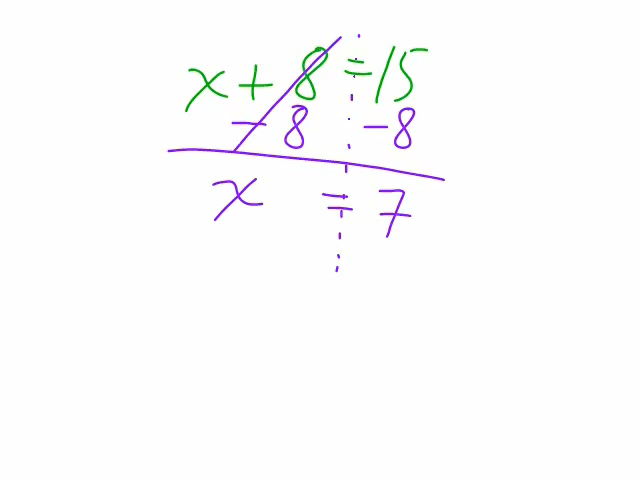 x + 8 = 15
- 8 - 8
x = 7